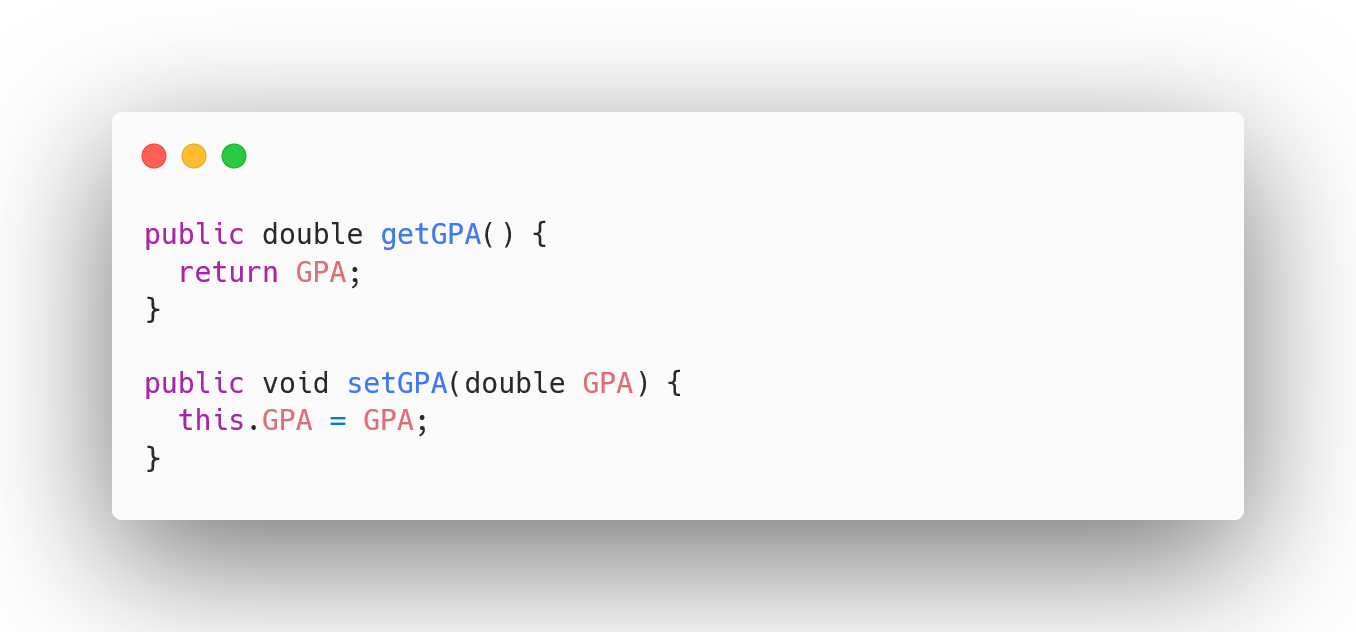 public double getGPA() {
  return GPA;
}

public void setGPA(double GPA) {
  this.GPA = GPA;
}